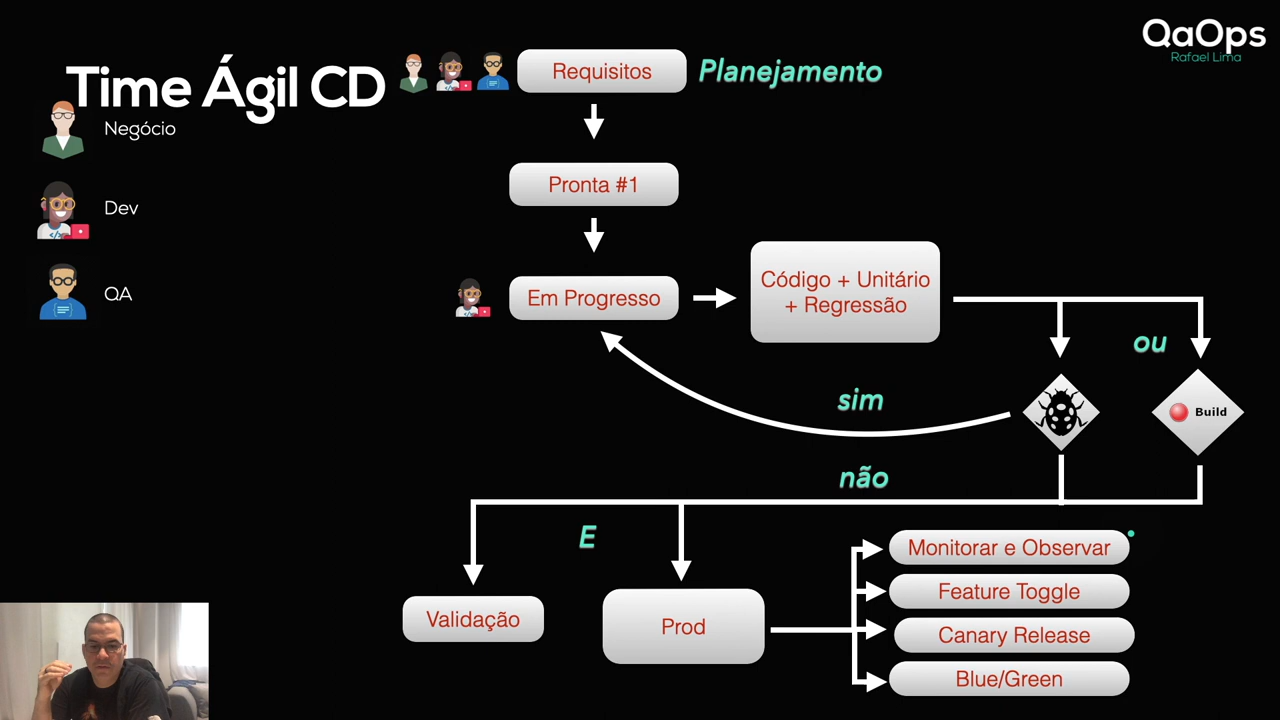 QaOps
Rafael Lima
Time Ágil CD
Negócio
Dev
QA
Requisitos
Planejamento
Pronta #1
Em Progresso
Código + Unitário
+ Regressão
ou
sim
Build
não
E
Validação
Prod
Monitorar e Observar
Feature Toggle
Canary Release
Blue/Green